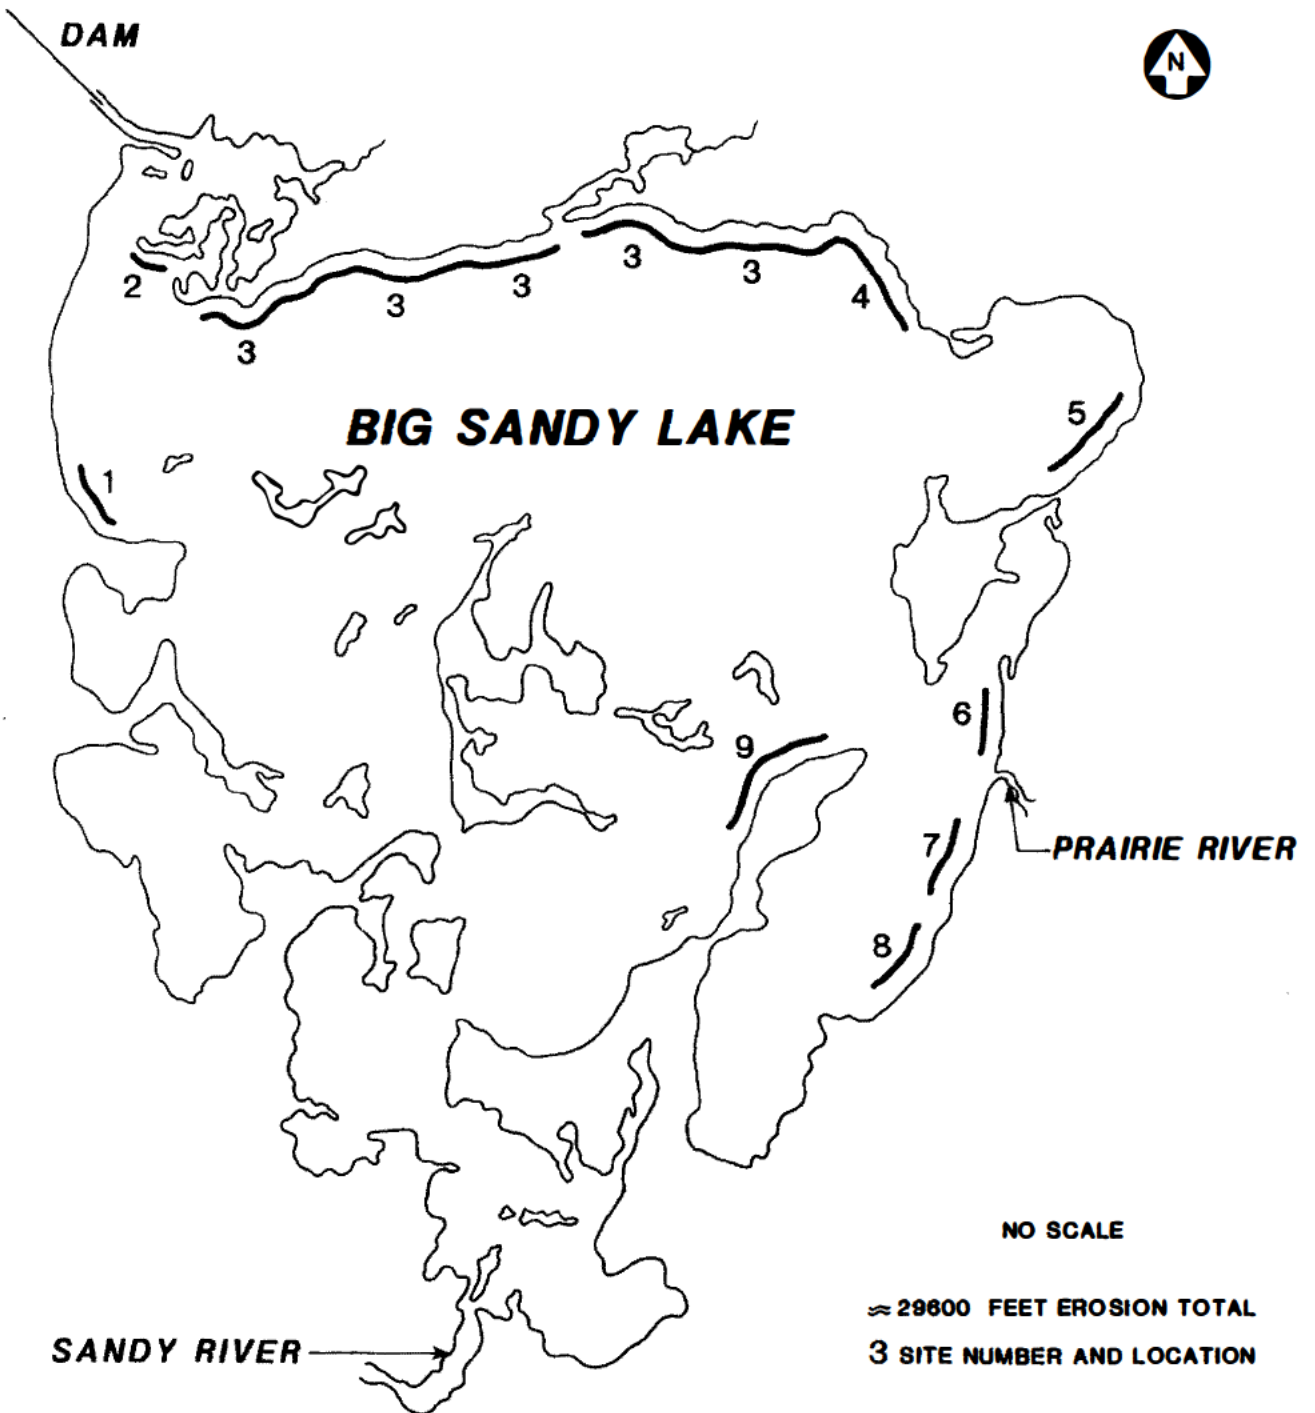 DAM
N
2
3
3
3
3
3
4
BIG SANDY LAKE
5
1
6
9
7
PRAIRIE RIVER
8
NO SCALE
≈ 29600 FEET EROSION TOTAL
SANDY RIVER
3 SITE NUMBER AND LOCATION